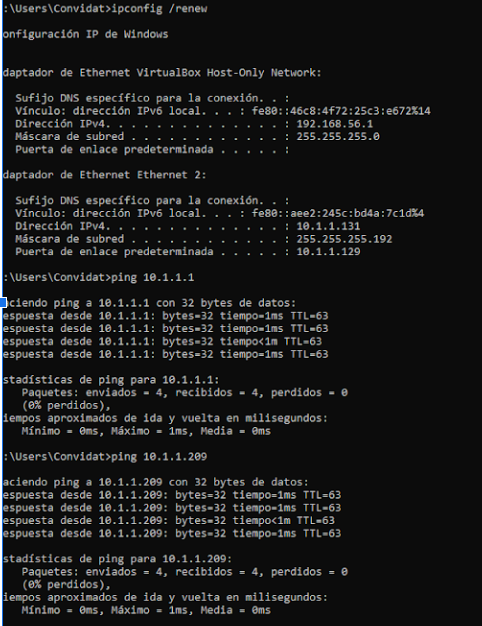 :\Users\Convidat>ipconfig /renew
onfiguración IP de Windows
daptador de Ethernet VirtualBox Host-Only Network:
Sufijo DNS específico para la conexión. . :
Vínculo: dirección IPv6 local. . . : fe80::46c8:4f72:25c3:e672%14
Dirección IPv4. . . . . . . . . . . . . . : 192.168.56.1
Máscara de subred . . . . . . . . . . . . : 255.255.255.0
Puerta de enlace predeterminada . . . . . :
daptador de Ethernet Ethernet 2:
Sufijo DNS específico para la conexión. . :
Vínculo: dirección IPv6 local. . . : fe80::aee2:245c:bd4a:7c1d%4
Dirección IPv4. . . . . . . . . . . . . . : 10.1.1.131
Máscara de subred . . . . . . . . . . . . : 255.255.255.192
Puerta de enlace predeterminada . . . . . : 10.1.1.129
:\Users\Convidat>ping 10.1.1.1
aciendo ping a 10.1.1.1 con 32 bytes de datos:
espuesta desde 10.1.1.1: bytes=32 tiempo=1ms TTL=63
espuesta desde 10.1.1.1: bytes=32 tiempo=1ms TTL=63
espuesta desde 10.1.1.1: bytes=32 tiempo<1m TTL=63
espuesta desde 10.1.1.1: bytes=32 tiempo=1ms TTL=63
stadísticas de ping para 10.1.1.1:
Paquetes: enviados = 4, recibidos = 4, perdidos = 0
(0% perdidos),
iempos aproximados de ida y vuelta en milisegundos:
Mínimo = 0ms, Máximo = 1ms, Media = 0ms
:\Users\Convidat>ping 10.1.1.209
aciendo ping a 10.1.1.209 con 32 bytes de datos:
espuesta desde 10.1.1.209: bytes=32 tiempo=1ms TTL=63
espuesta desde 10.1.1.209: bytes=32 tiempo=1ms TTL=63
espuesta desde 10.1.1.209: bytes=32 tiempo<1m TTL=63
espuesta desde 10.1.1.209: bytes=32 tiempo=1ms TTL=63
stadísticas de ping para 10.1.1.209:
Paquetes: enviados = 4, recibidos = 4, perdidos = 0
(0% perdidos),
iempos aproximados de ida y vuelta en milisegundos:
Mínimo = 0ms, Máximo = 1ms, Media = 0ms